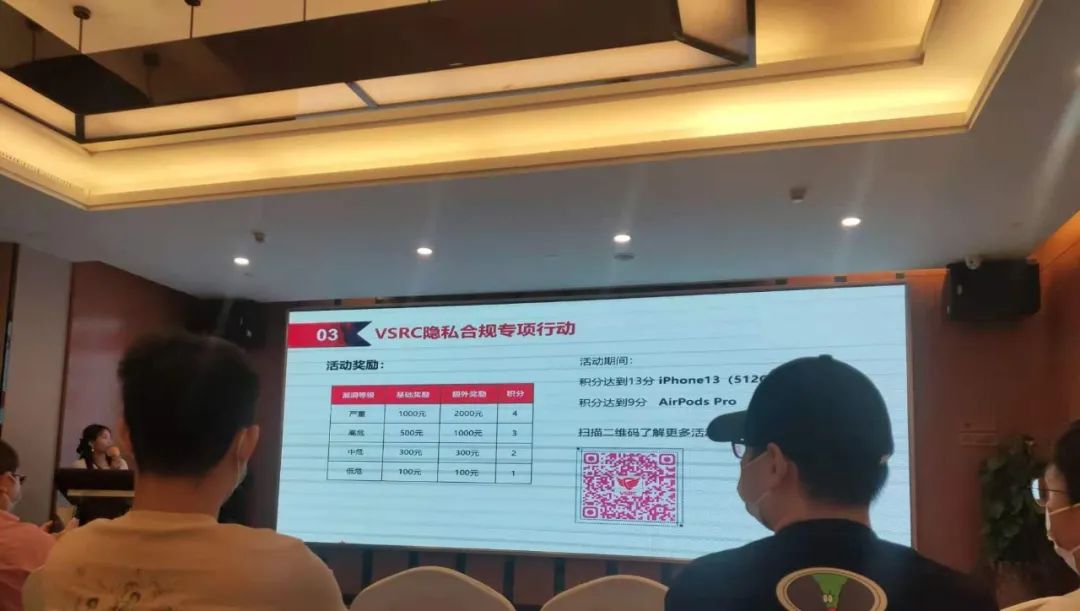 03 VSRC隐私合规专项行动
活动奖励:
漏洞等级 基础奖励 额外奖励 积分
严重 1000元 2000元 4
高危 500元 1000元 3
中危 300元 300元 2
低危 100元 100元 1
活动期间:
积分达到13分 iPhone13（512G
积分达到9分 AirPods Pro
扫描二维码了解更多活
VSRC